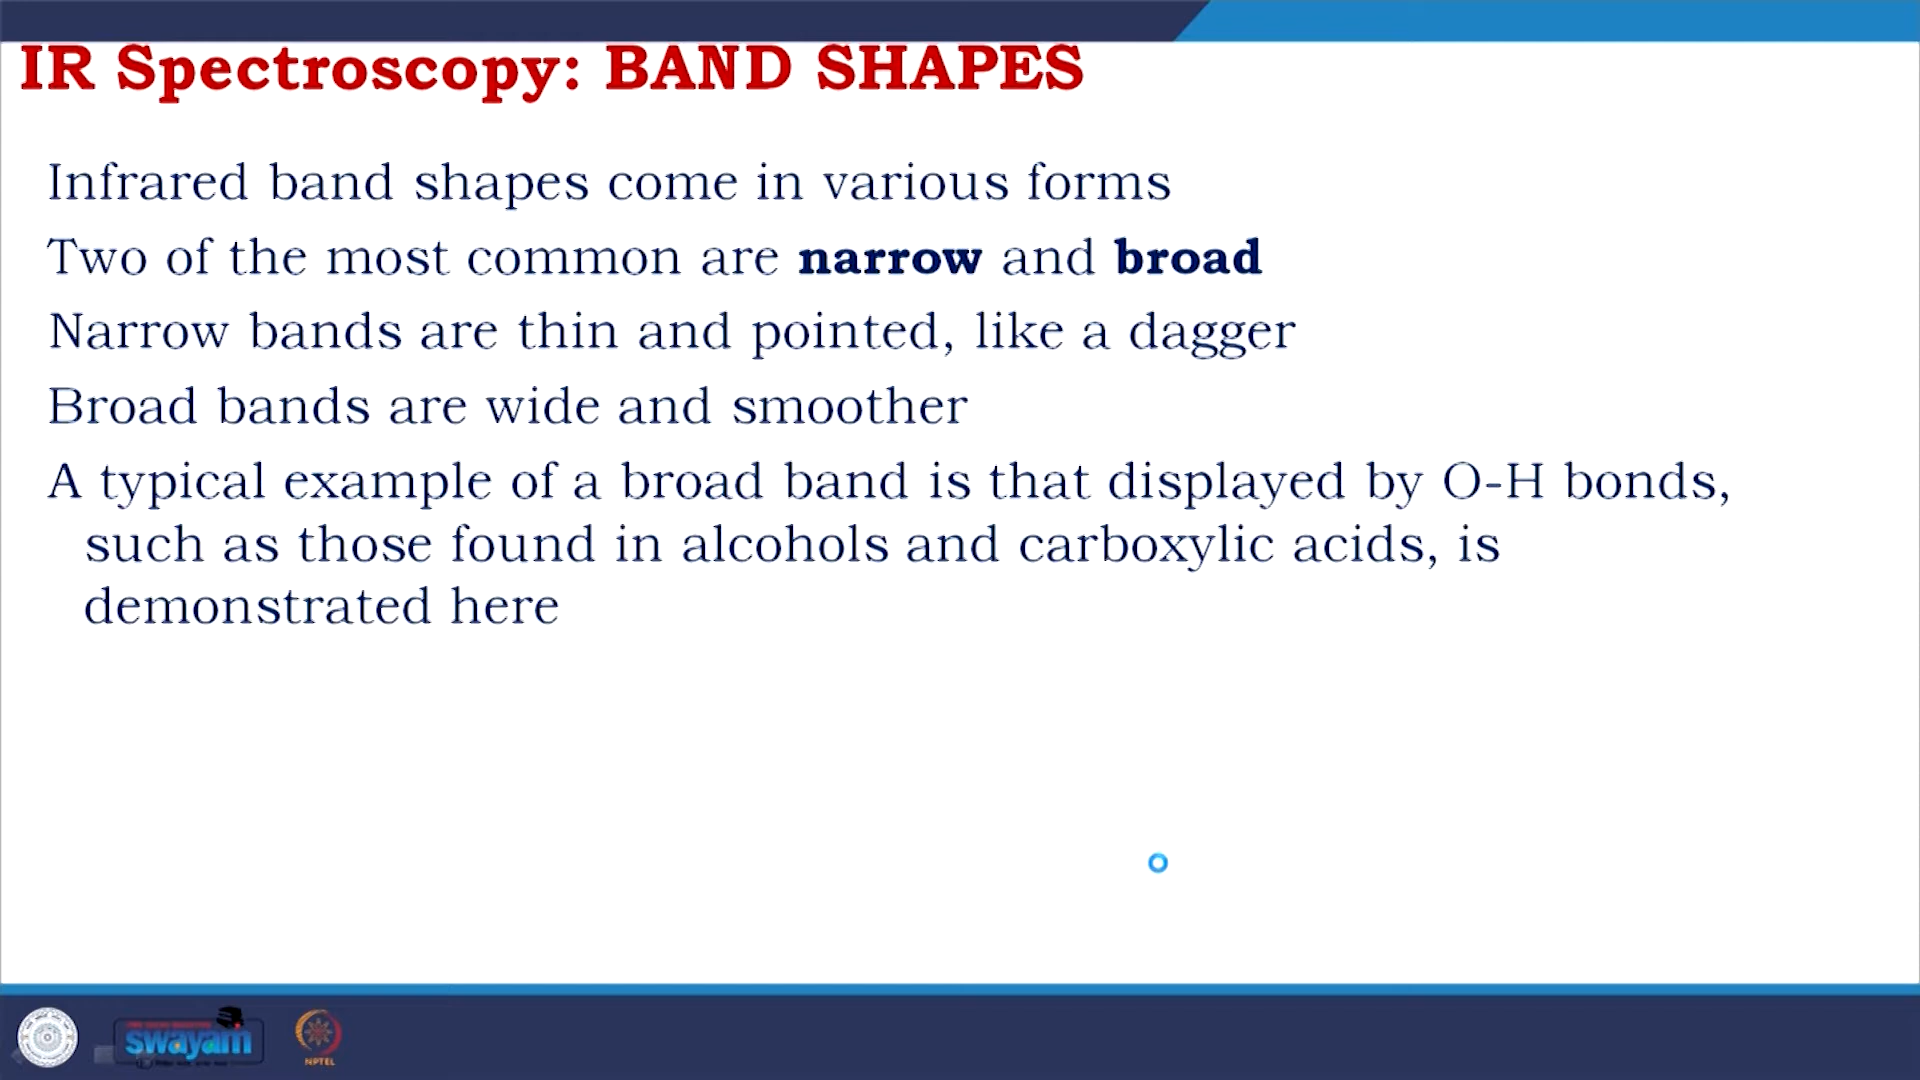 IR Spectroscopy: BAND SHAPES
Infrared band shapes come in various forms
Two of the most common are narrow and broad
Narrow bands are thin and pointed, like a dagger
Broad bands are wide and smoother
A typical example of a broad band is that displayed by O-H bonds,
such as those found in alcohols and carboxylic acids, is
demonstrated here
swayam
NPTEL